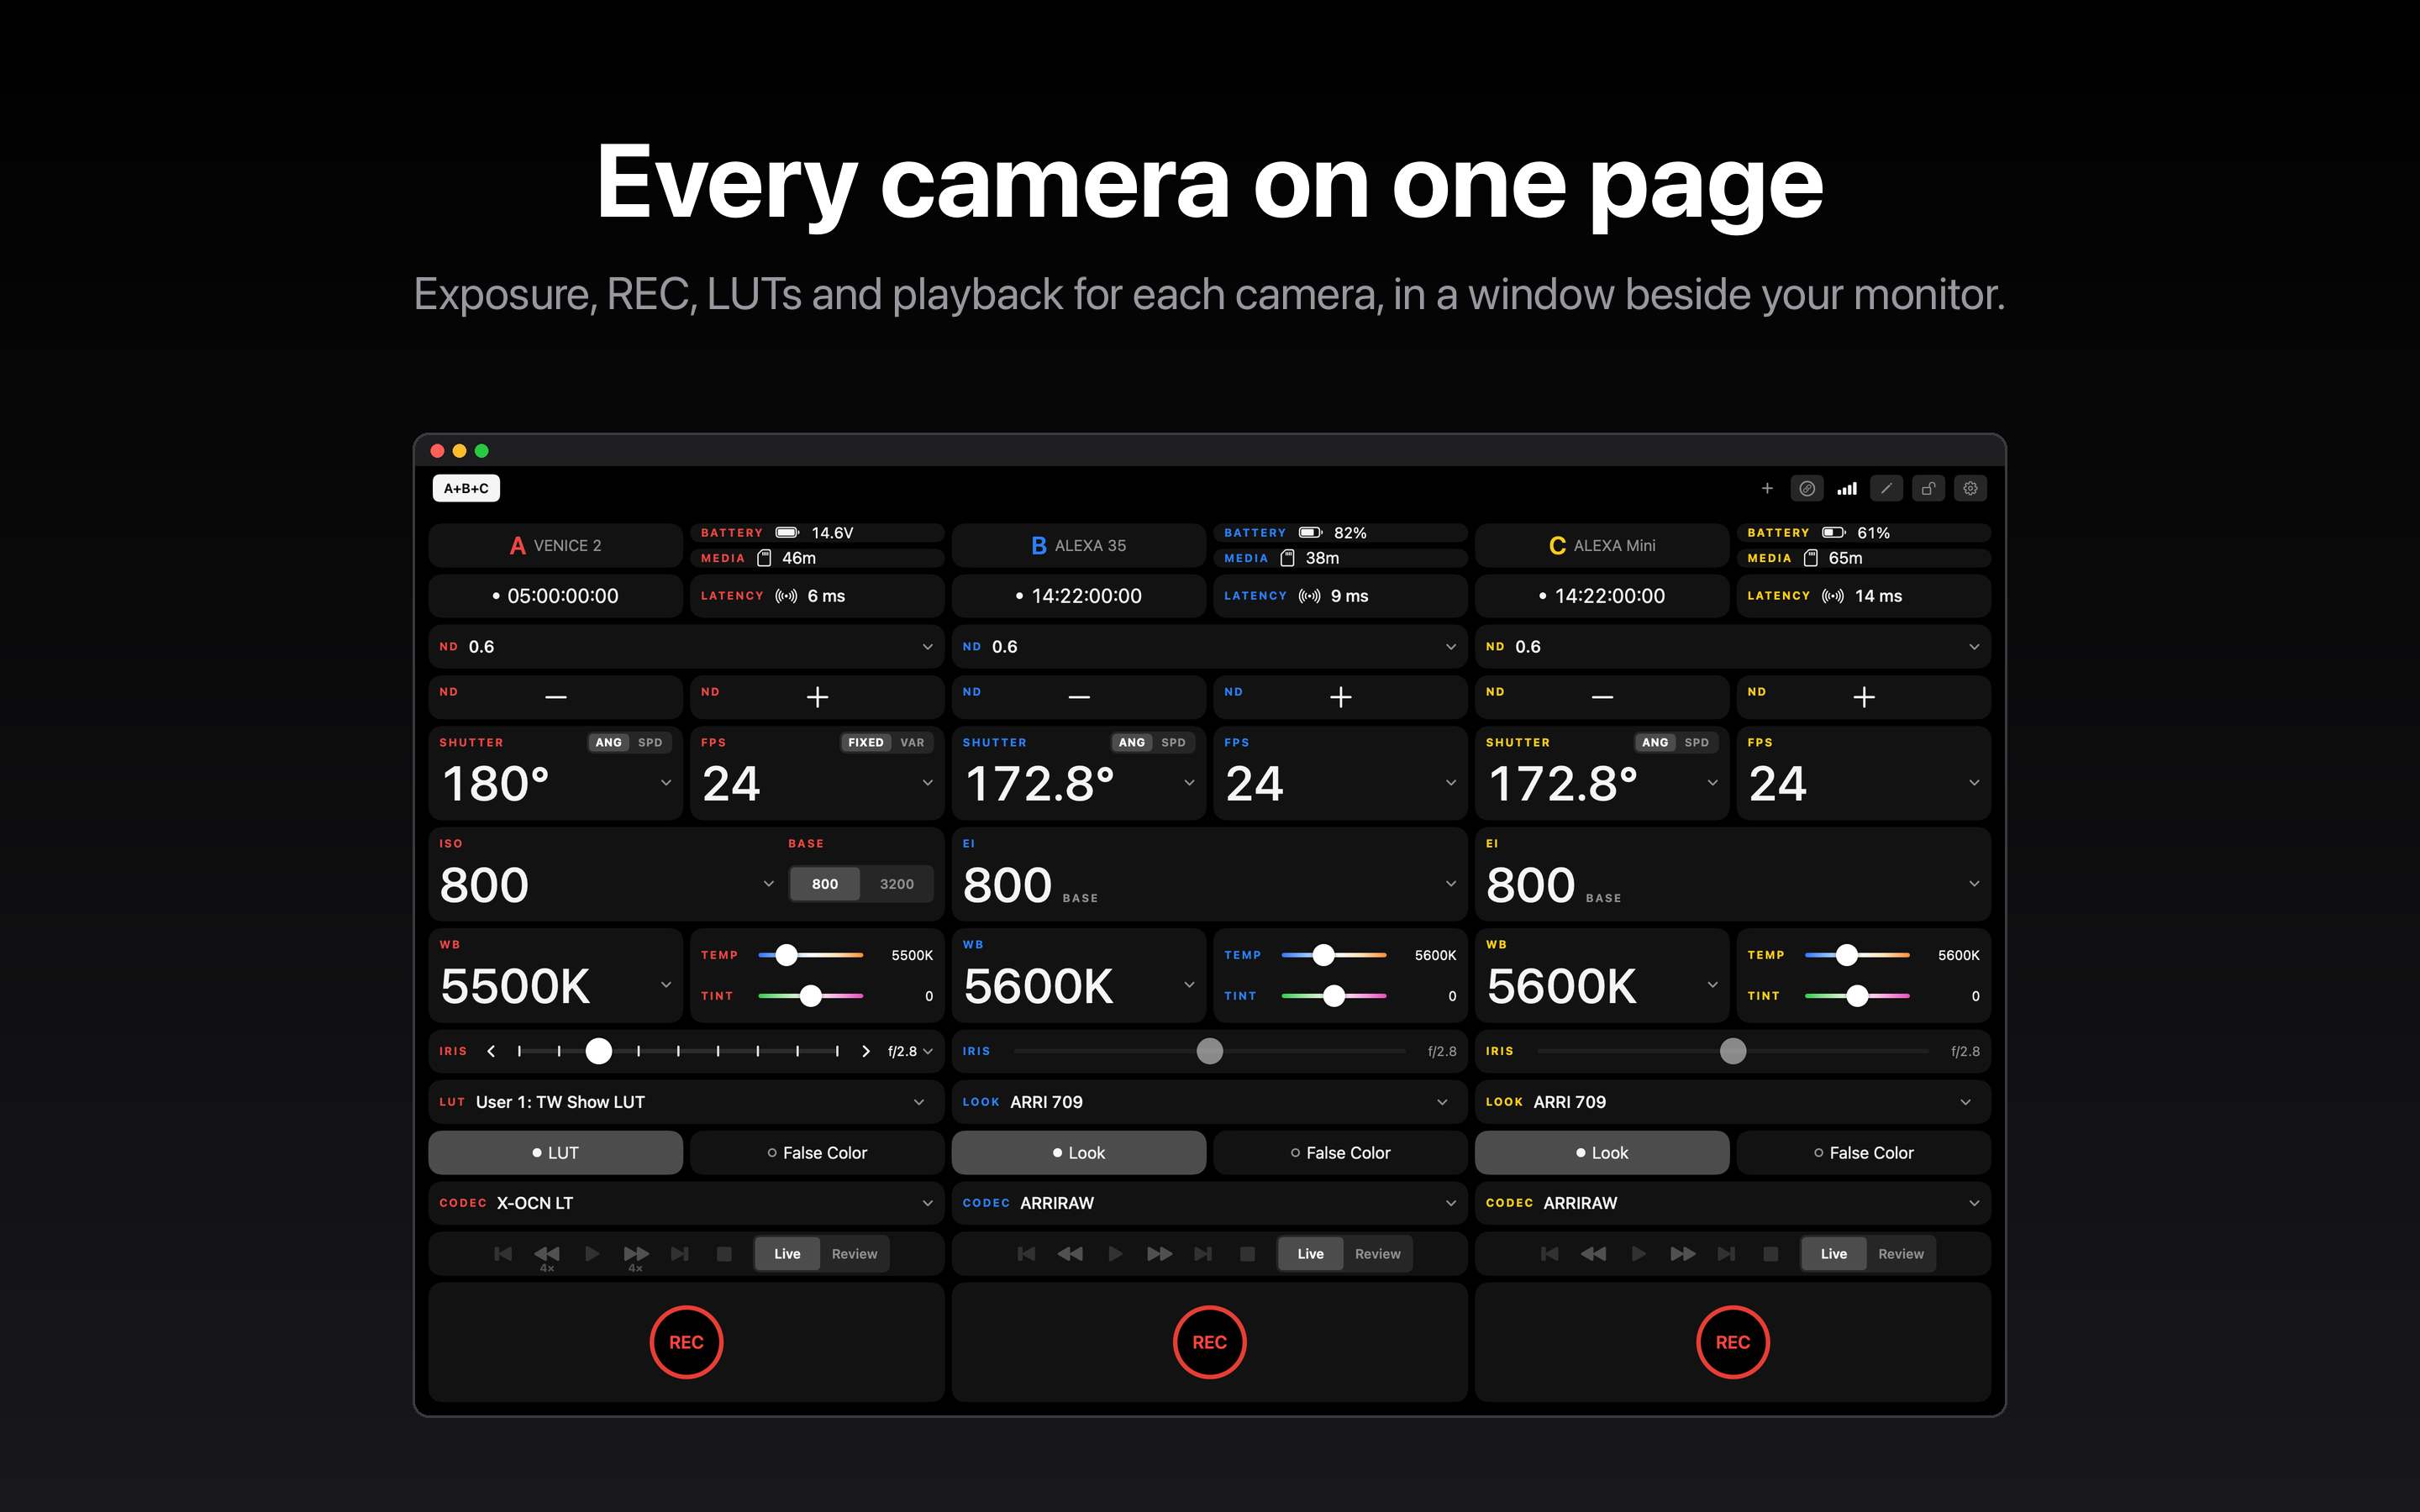 Every camera on one page
Exposure, REC, LUTs and playback for each camera, in a window beside your monitor.
A+B+C
A VENICE 2 BATTERY 14.6V B ALEXA 35 BATTERY 82% C ALEXA Mini BATTERY 61%
MEDIA 46m MEDIA 38m MEDIA 65m
05:00:00:00 LATENCY 6 ms 14:22:00:00 LATENCY 9 ms 14:22:00:00 LATENCY 14 ms
ND 0.6 ND 0.6 ND 0.6
ND − ND + ND − ND + ND − ND +
SHUTTER ANG SPD FPS FIXED VAR SHUTTER ANG SPD FPS SHUTTER ANG SPD FPS
180° 24 172.8° 24 172.8° 24
ISO BASE EI EI
800 800 3200 800 BASE 800 BASE
WB TEMP 5500K WB TEMP 5600K WB TEMP 5600K
5500K TINT 0 5600K TINT 0 5600K TINT 0
IRIS f/2.8 IRIS f/2.8 IRIS f/2.8
LUT User 1: TW Show LUT LOOK ARRI 709 LOOK ARRI 709
LUT False Color Look False Color Look False Color
CODEC X-OCN LT CODEC ARRIRAW CODEC ARRIRAW
4x 4x Live Review Live Review Live Review
REC REC REC